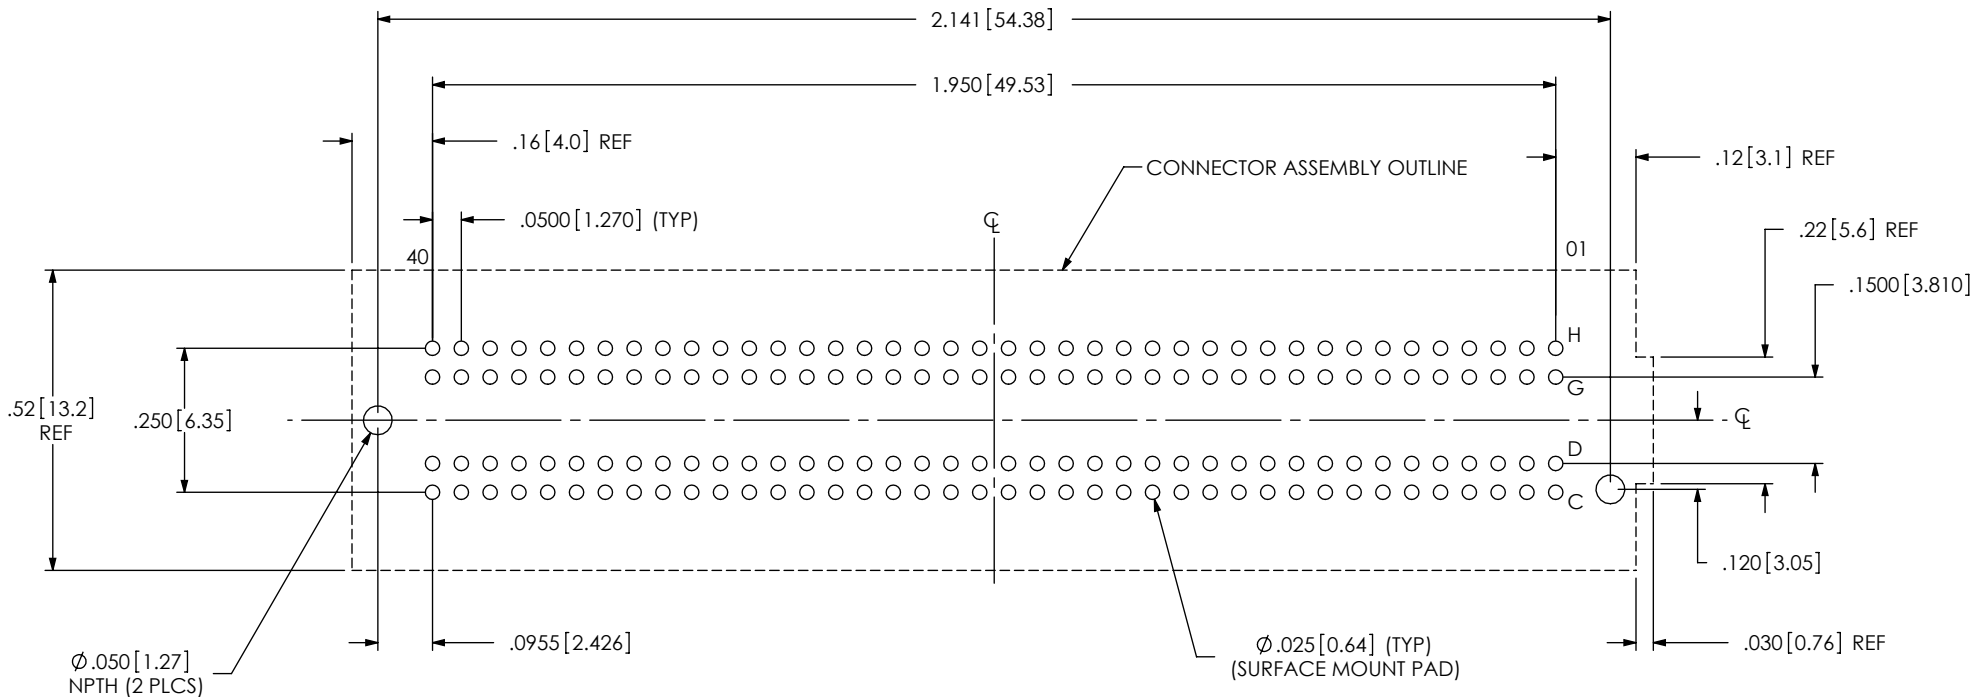 2.141[54.38]
1.950[49.53]
.16[4.0] REF
CONNECTOR ASSEMBLY OUTLINE
.12[3.1] REF
.0500[1.270] (TYP)
℄
.22[5.6] REF
40
01
.1500[3.810]
H
G
.52[13.2]
REF
.250[6.35]
℄
D
C
.120[3.05]
.0955[2.426]
Ø.025[0.64] (TYP)
(SURFACE MOUNT PAD)
.030[0.76] REF
Ø.050[1.27]
NPTH (2 PLCS)